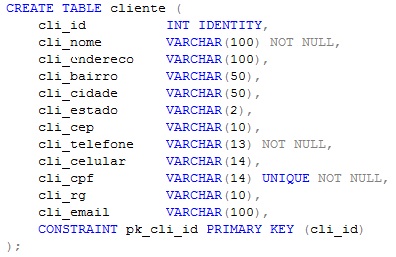 CREATE TABLE cliente (
cli_id INT IDENTITY,
cli_nome VARCHAR(100) NOT NULL,
cli_endereco VARCHAR(100),
cli_bairro VARCHAR(50),
cli_cidade VARCHAR(50),
cli_estado VARCHAR(2),
cli_cep VARCHAR(10),
cli_telefone VARCHAR(13) NOT NULL,
cli_celular VARCHAR(14),
cli_cpf VARCHAR(14) UNIQUE NOT NULL,
cli_rg VARCHAR(10),
cli_email VARCHAR(100),
CONSTRAINT pk_cli_id PRIMARY KEY (cli_id)
);